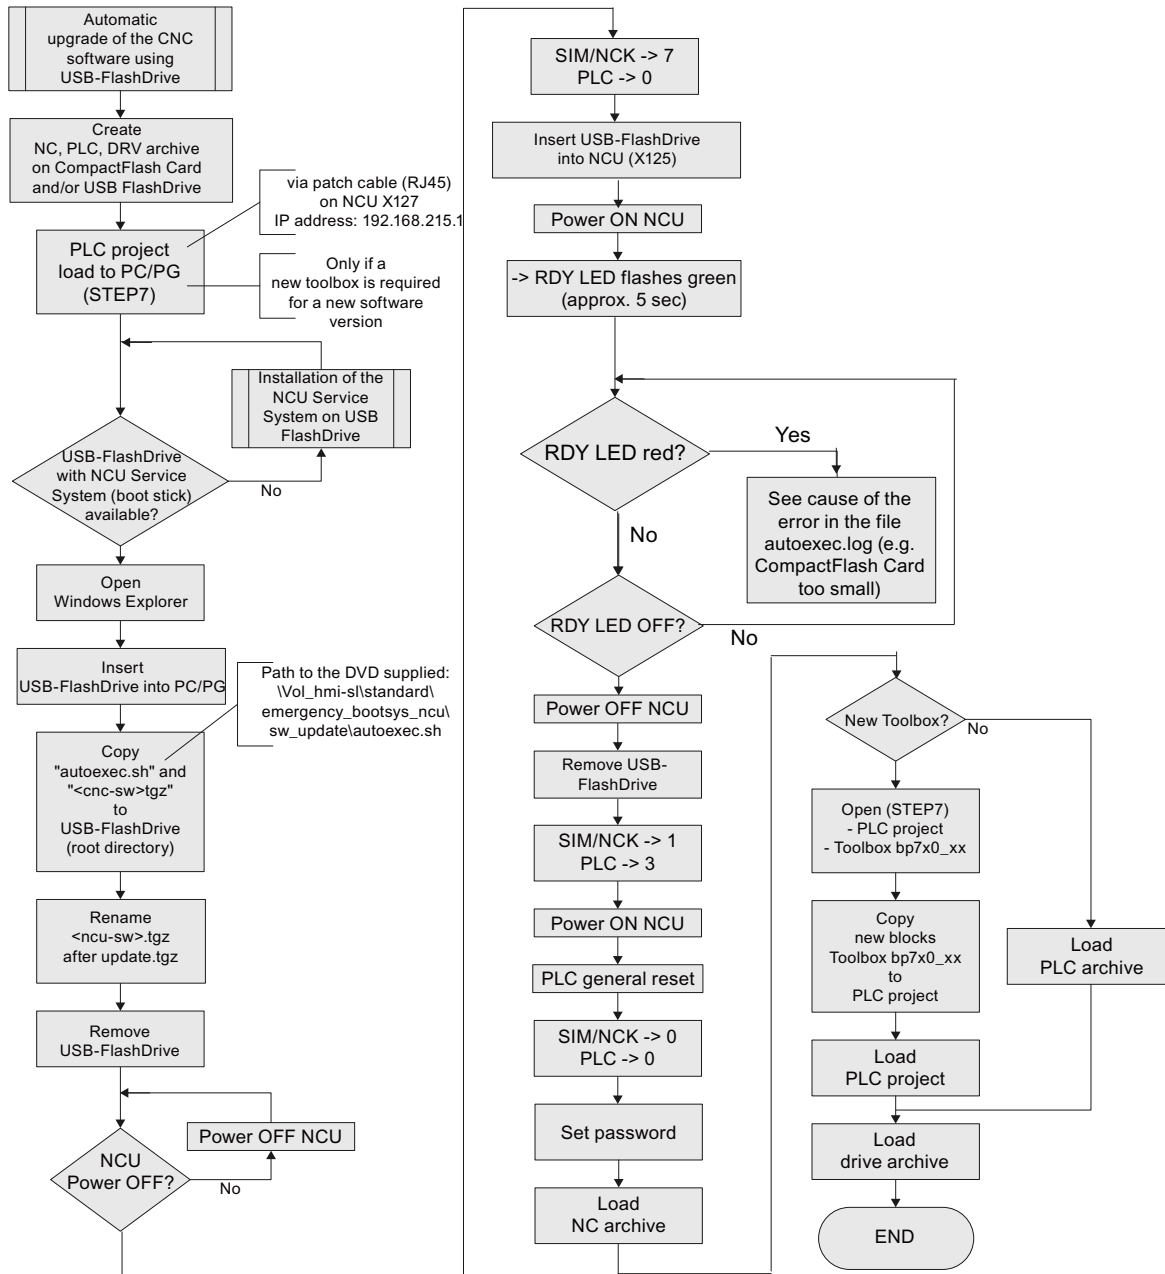 Automatic
upgrade of the CNC
software using
USB-FlashDrive
Create
NC, PLC, DRV archive
on CompactFlash Card
and/or USB FlashDrive
via patch cable (RJ45)
on NCU X127
IP address: 192.168.215.1
PLC project
load to PC/PG
(STEP7)
Only if a
new toolbox is required
for a new software
version
Installation of the
NCU Service
System on USB
FlashDrive
USB-FlashDrive
with NCU Service
System (boot stick)
available?
No
Open
Windows Explorer
Insert
USB-FlashDrive into PC/PG
Path to the DVD supplied:
\Vol_hmi-sl\standard\
emergency_bootsys_ncu\
sw_update\autoexec.sh
Copy
"autoexec.sh" and
"<cnc-sw>tgz"
to
USB-FlashDrive
(root directory)
Rename
<ncu-sw>.tgz
after update.tgz
Remove
USB-FlashDrive
Power OFF NCU
NCU
Power OFF?
No
SIM/NCK -> 7
PLC -> 0
Insert USB-FlashDrive
into NCU (X125)
Power ON NCU
-> RDY LED flashes green
(approx. 5 sec)
RDY LED red?
Yes
See cause of the
error in the file
autoexec.log (e.g.
CompactFlash Card
too small)
No
RDY LED OFF?
No
Power OFF NCU
Remove USB-
FlashDrive
SIM/NCK -> 1
PLC -> 3
Power ON NCU
PLC general reset
SIM/NCK -> 0
PLC -> 0
Set password
Load
NC archive
New Toolbox?
No
Open (STEP7)
- PLC project
- Toolbox bp7x0_xx
Copy
new blocks
Toolbox bp7x0_xx
to
PLC project
Load
PLC archive
Load
PLC project
Load
drive archive
END